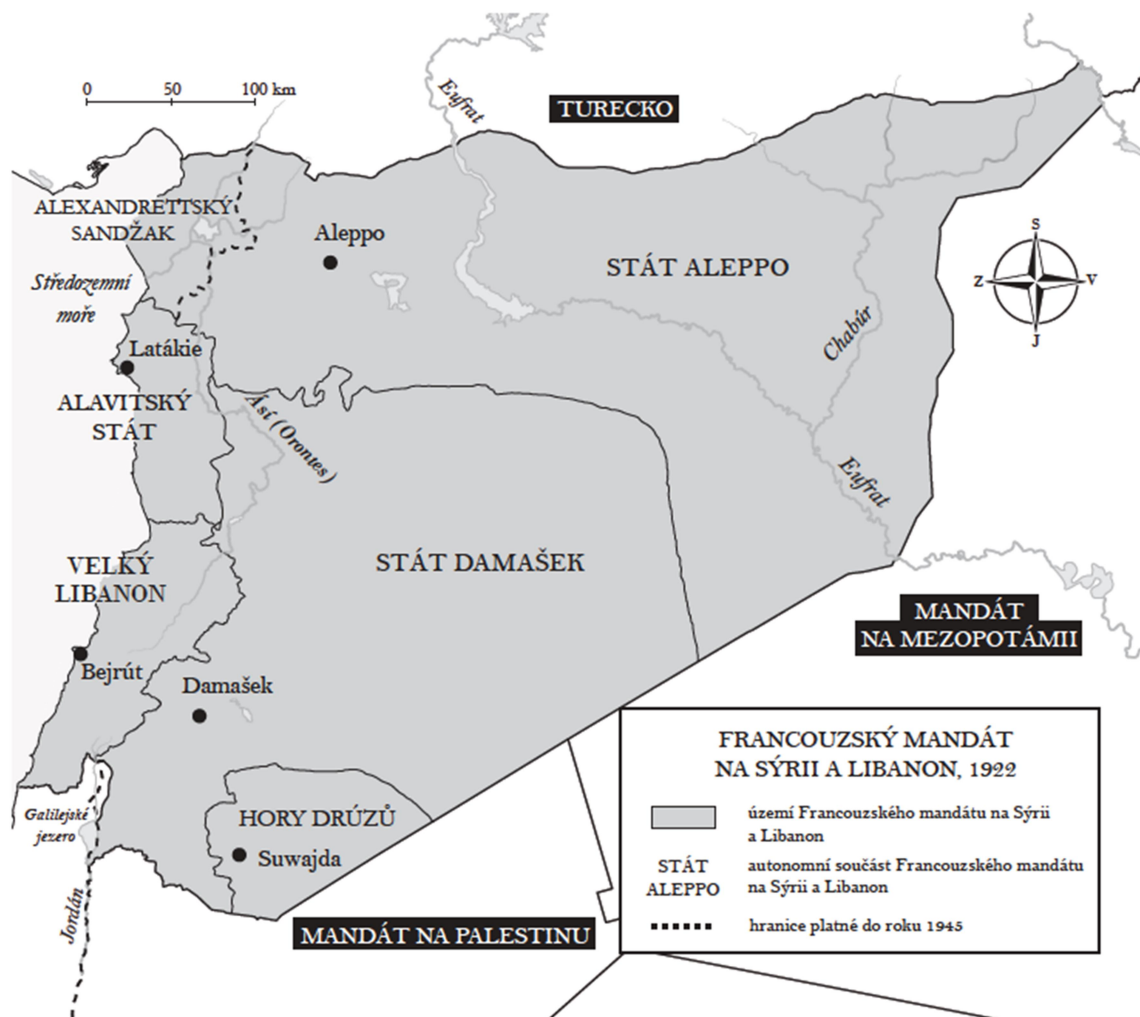 0 50 100 km
Eufrat
TURECKO
ALEXANDRETTSKÝ
SANDŽAK
Aleppo
STÁT ALEPPO
S
Z
V
J
Středozemní
moře
Chabúr
Latákie
ALAVITSKÝ
STÁT
Ásí (Orontes)
Eufrat
VELKÝ
LIBANON
STÁT DAMAŠEK
MANDÁT
NA MEZOPOTÁMII
Bejrút
Damašek
HORY DRÚZŮ
Suwajda
Galilejské
jezero
Jordán
MANDÁT NA PALESTINU
FRANCOUZSKÝ MANDÁT
NA SÝRII A LIBANON, 1922
území Francouzského mandátu na Sýrii
a Libanon
STÁT
ALEPPO
autonomní součást Francouzského mandátu
na Sýrii a Libanon
hranice platné do roku 1945